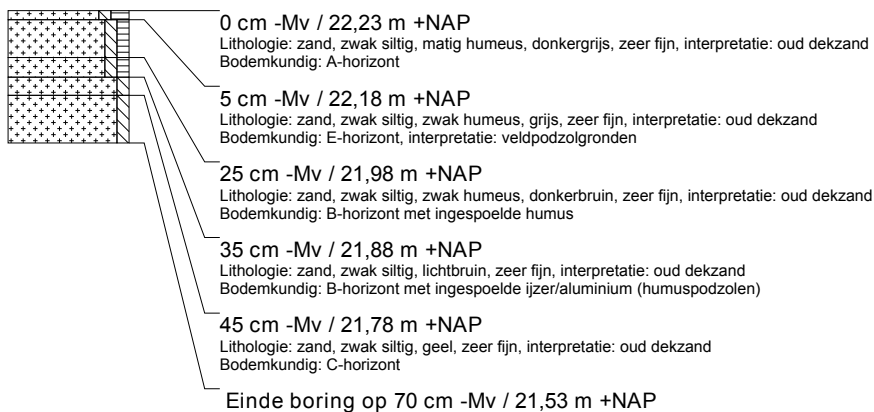 0 cm -Mv / 22,23 m +NAP
Lithologie: zand, zwak siltig, matig humeus, donkergrijs, zeer fijn, interpretatie: oud dekzand
Bodemkundig: A-horizont
5 cm -Mv / 22,18 m +NAP
Lithologie: zand, zwak siltig, zwak humeus, grijs, zeer fijn, interpretatie: oud dekzand
Bodemkundig: E-horizont, interpretatie: veldpodzolgronden
25 cm -Mv / 21,98 m +NAP
Lithologie: zand, zwak siltig, zwak humeus, donkerbruin, zeer fijn, interpretatie: oud dekzand
Bodemkundig: B-horizont met ingespoelde humus
35 cm -Mv / 21,88 m +NAP
Lithologie: zand, zwak siltig, lichtbruin, zeer fijn, interpretatie: oud dekzand
Bodemkundig: B-horizont met ingespoelde ijzer/aluminium (humuspodzolen)
45 cm -Mv / 21,78 m +NAP
Lithologie: zand, zwak siltig, geel, zeer fijn, interpretatie: oud dekzand
Bodemkundig: C-horizont
Einde boring op 70 cm -Mv / 21,53 m +NAP